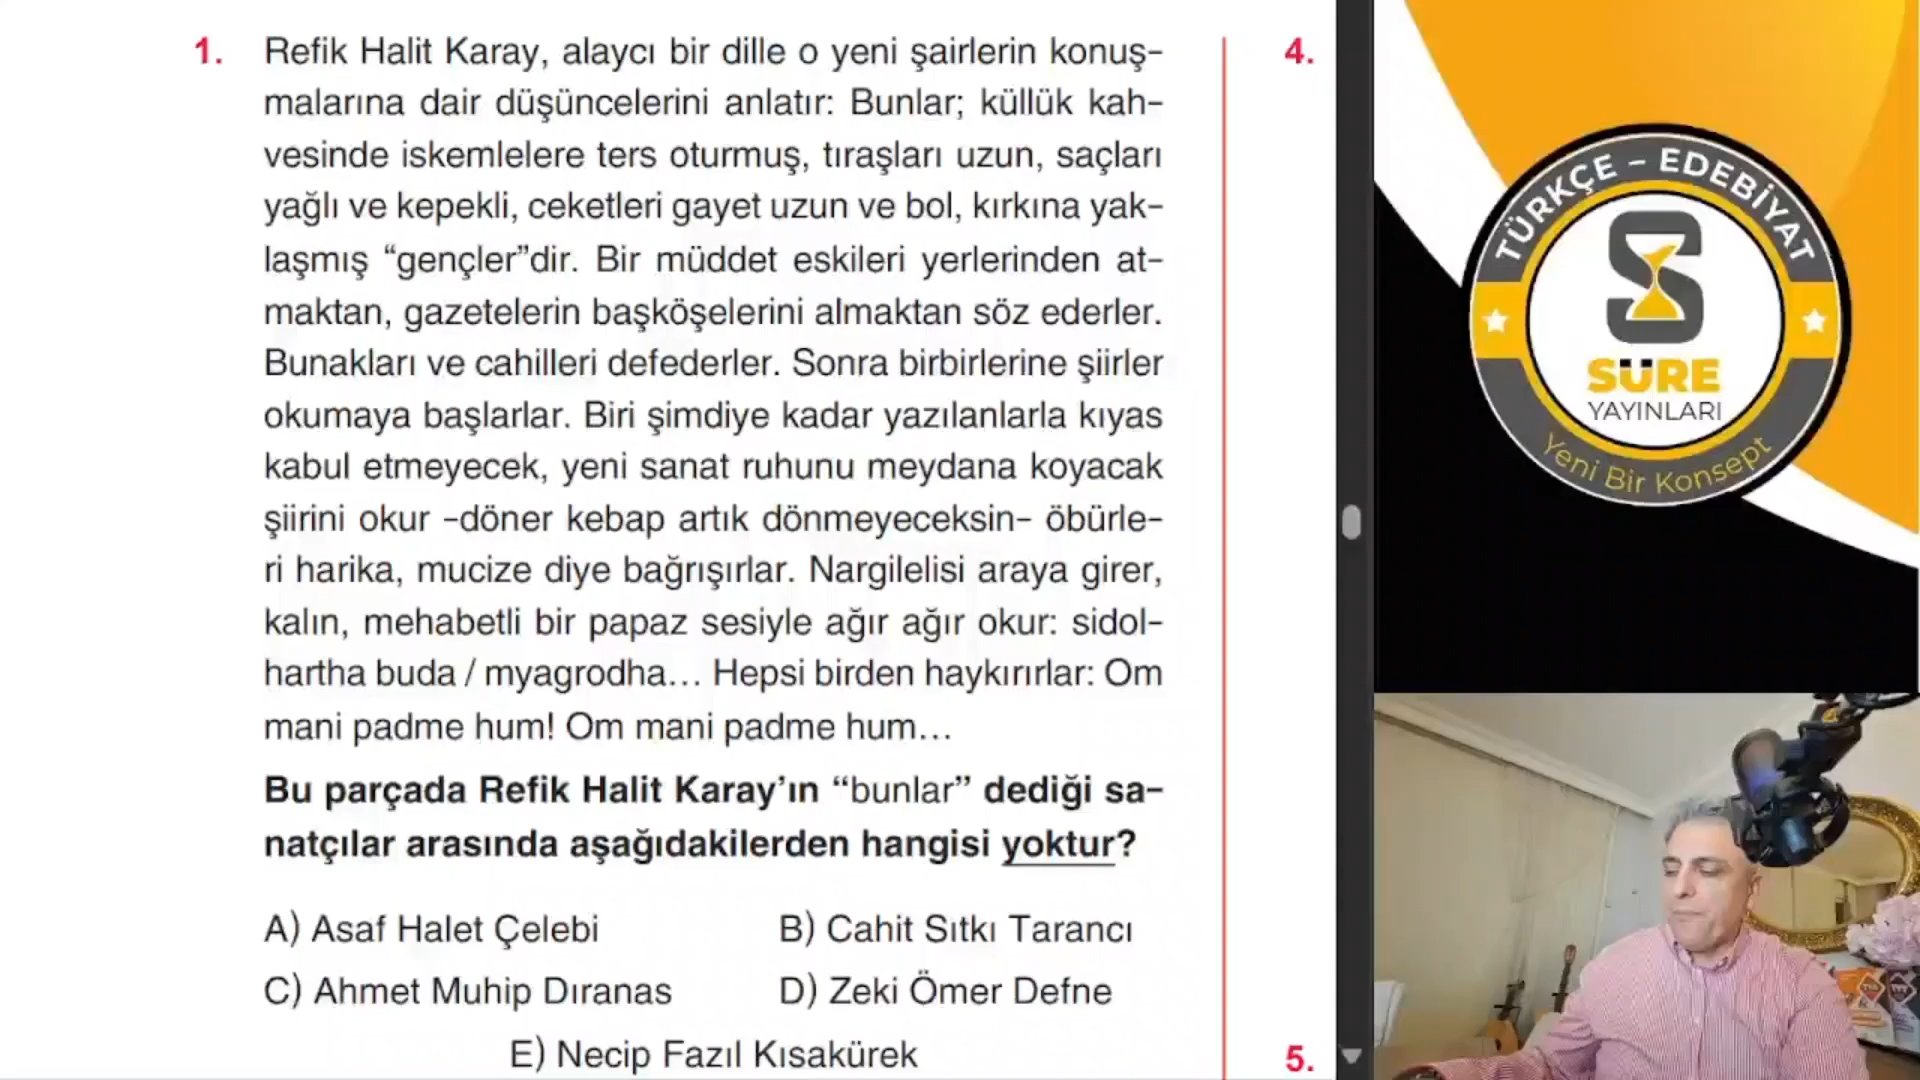 1. Refik Halit Karay, alaycı bir dille o yeni şairlerin konuş-
malarına dair düşüncelerini anlatır: Bunlar; küllük kah-
vesinde iskemlelere ters oturmuş, tıraşları uzun, saçları
yağlı ve kepekli, ceketleri gayet uzun ve bol, kırkına yak-
laşmış “gençler”dir. Bir müddet eskileri yerlerinden at-
maktan, gazetelerin başköşelerini almaktan söz ederler.
Bunakları ve cahilleri defederler. Sonra birbirlerine şiirler
okumaya başlarlar. Biri şimdiye kadar yazılanlarla kıyas
kabul etmeyecek, yeni sanat ruhunu meydana koyacak
şiirini okur -döner kebap artık dönmeyeceksin- öbürle-
ri harika, mucize diye bağrışırlar. Nargilelisi araya girer,
kalın, mehabetli bir papaz sesiyle ağır ağır okur: sidol-
hartha buda / myagrodha... Hepsi birden haykırırlar: Om
mani padme hum! Om mani padme hum...
Bu parçada Refik Halit Karay’ın “bunlar” dediği sa-
natçılar arasında aşağıdakilerden hangisi yoktur?
A) Asaf Halet Çelebi
B) Cahit Sıtkı Tarancı
C) Ahmet Muhip Dıranas
D) Zeki Ömer Defne
E) Necip Fazıl Kısakürek
4.
5.
TÜRKÇE - EDEBİYAT
S
SÜRE
YAYINLARI
Yeni Bir Konsept